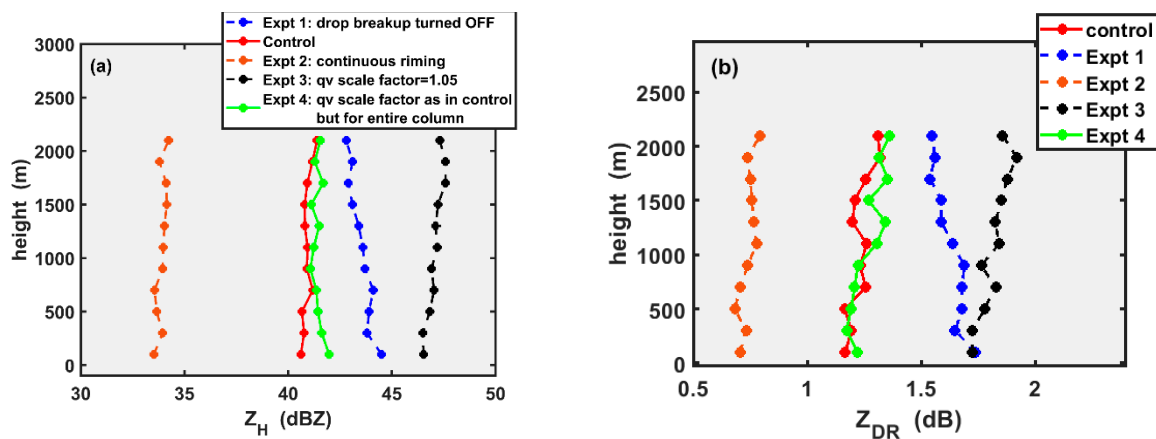 Expt 1: drop breakup turned OFF
Control
Expt 2: continuous riming
Expt 3: qv scale factor=1.05
Expt 4: qv scale factor as in control
but for entire column
(a)
3000
2500
2000
1500
1000
500
0
height (m)
30
35
40
45
50
Z_H (dBZ)
control
Expt 1
Expt 2
Expt 3
Expt 4
(b)
2500
2000
1500
1000
500
0
height (m)
0.5
1
1.5
2
Z_DR (dB)